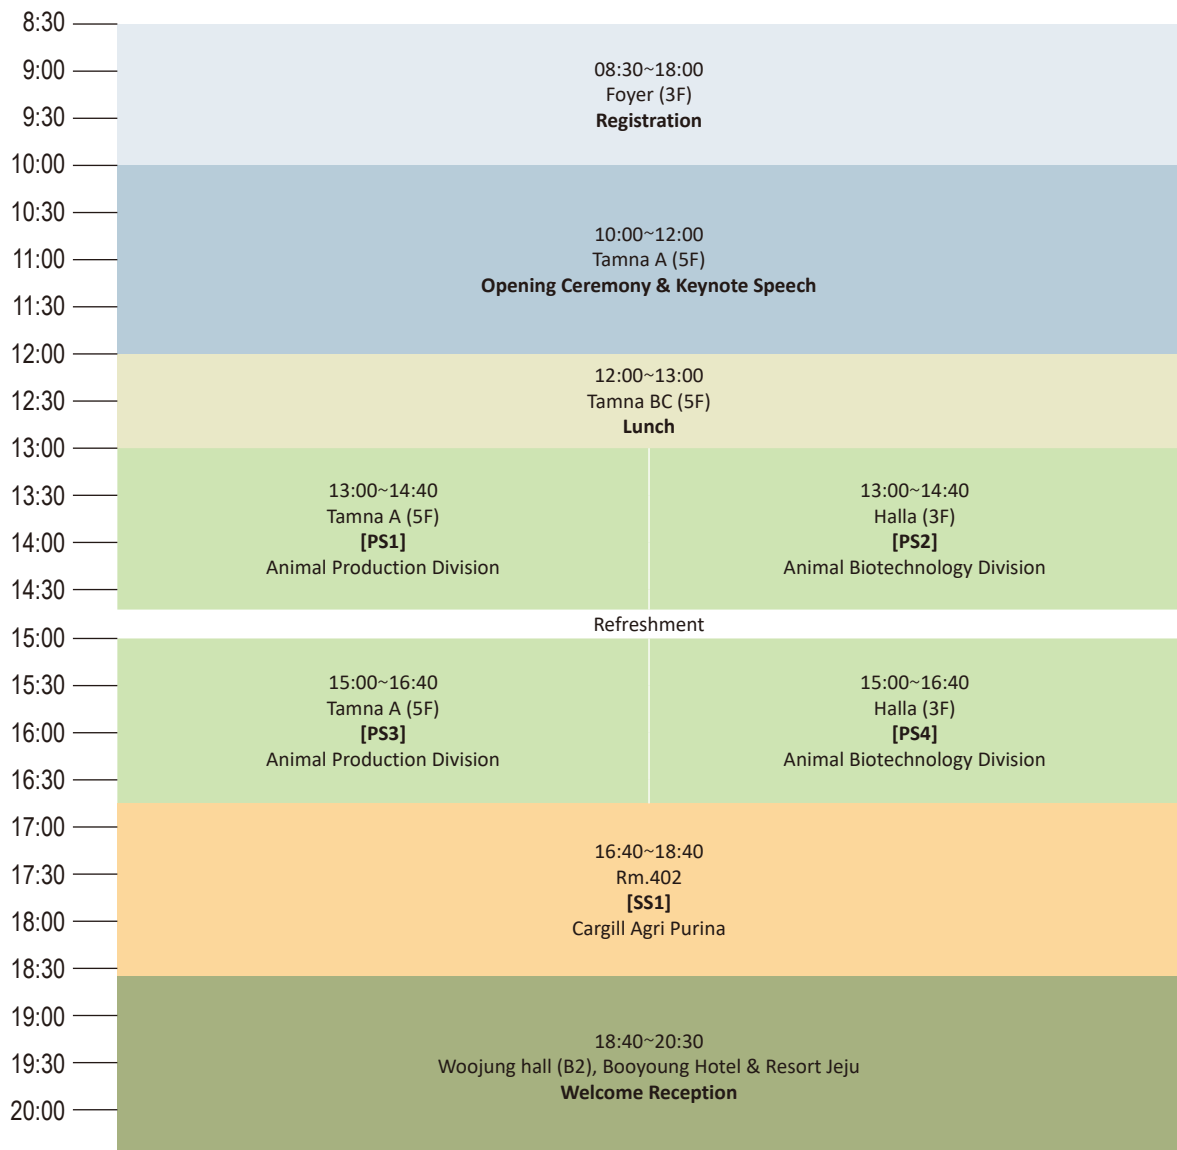 8:30
9:00
9:30
10:00
10:30
11:00
11:30
12:00
12:30
13:00
13:30
14:00
14:30
15:00
15:30
16:00
16:30
17:00
17:30
18:00
18:30
19:00
19:30
20:00
08:30~18:00
Foyer (3F)
Registration
10:00~12:00
Tamna A (5F)
Opening Ceremony & Keynote Speech
12:00~13:00
Tamna BC (5F)
Lunch
13:00~14:40
Tamna A (5F)
[PS1]
Animal Production Division
13:00~14:40
Halla (3F)
[PS2]
Animal Biotechnology Division
Refreshment
15:00~16:40
Tamna A (5F)
[PS3]
Animal Production Division
15:00~16:40
Halla (3F)
[PS4]
Animal Biotechnology Division
16:40~18:40
Rm.402
[SS1]
Cargill Agri Purina
18:40~20:30
Woojung hall (B2), Booyoung Hotel & Resort Jeju
Welcome Reception